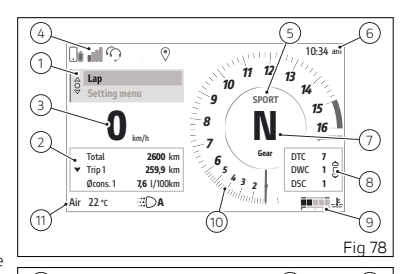 4
5
6
10:34 am
1
Lap
Setting menu
SPORT
3
0
km/h
N
7
Gear
2
Total 2600 km
Trip 1 259,9 km
Øcons. 1 7,6 l/100km
DTC 7
DWC 1
DSC 1
8
11
Air 22 °C
A
10
9
1 2 3 4 5 6 7 8 9 10 11 12 13 14 15 16
Fig 78
e